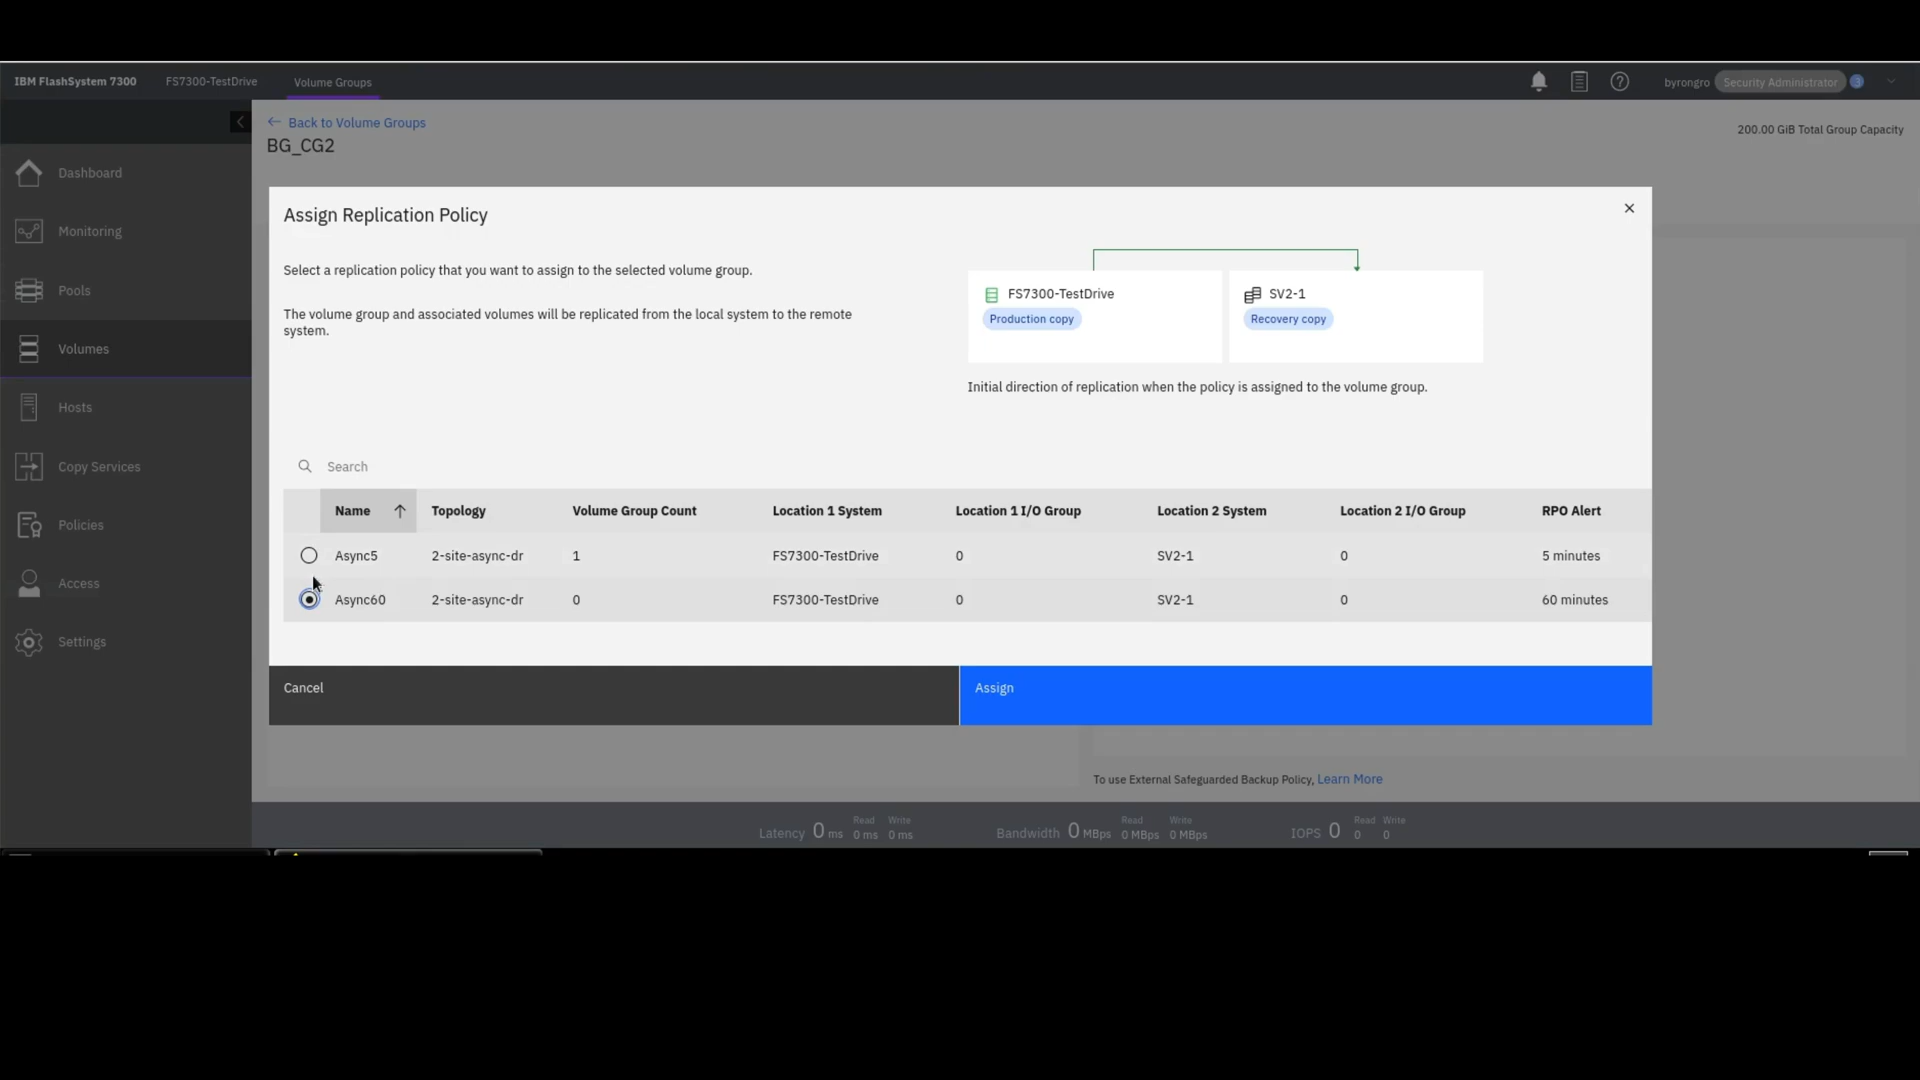 IBM FlashSystem 7300 FS7300-TestDrive Volume Groups byrongro Security Administrator 3
Back to Volume Groups
200.00 GiB Total Group Capacity
BG_CG2
Dashboard
Monitoring
Pools
Volumes
Hosts
Copy Services
Policies
Access
Settings
Assign Replication Policy
Select a replication policy that you want to assign to the selected volume group.
The volume group and associated volumes will be replicated from the local system to the remote
system.
FS7300-TestDrive
Production copy
SV2-1
Recovery copy
Initial direction of replication when the policy is assigned to the volume group.
Search
Name Topology Volume Group Count Location 1 System Location 1 I/O Group Location 2 System Location 2 I/O Group RPO Alert
Async5 2-site-async-dr 1 FS7300-TestDrive 0 SV2-1 0 5 minutes
Async60 2-site-async-dr 0 FS7300-TestDrive 0 SV2-1 0 60 minutes
Cancel
Assign
To use External Safeguarded Backup Policy, Learn More
Read Write Read Write Read Write
Latency 0 ms 0 ms 0 ms Bandwidth 0 MBps 0 MBps 0 MBps IOPS 0 0 0